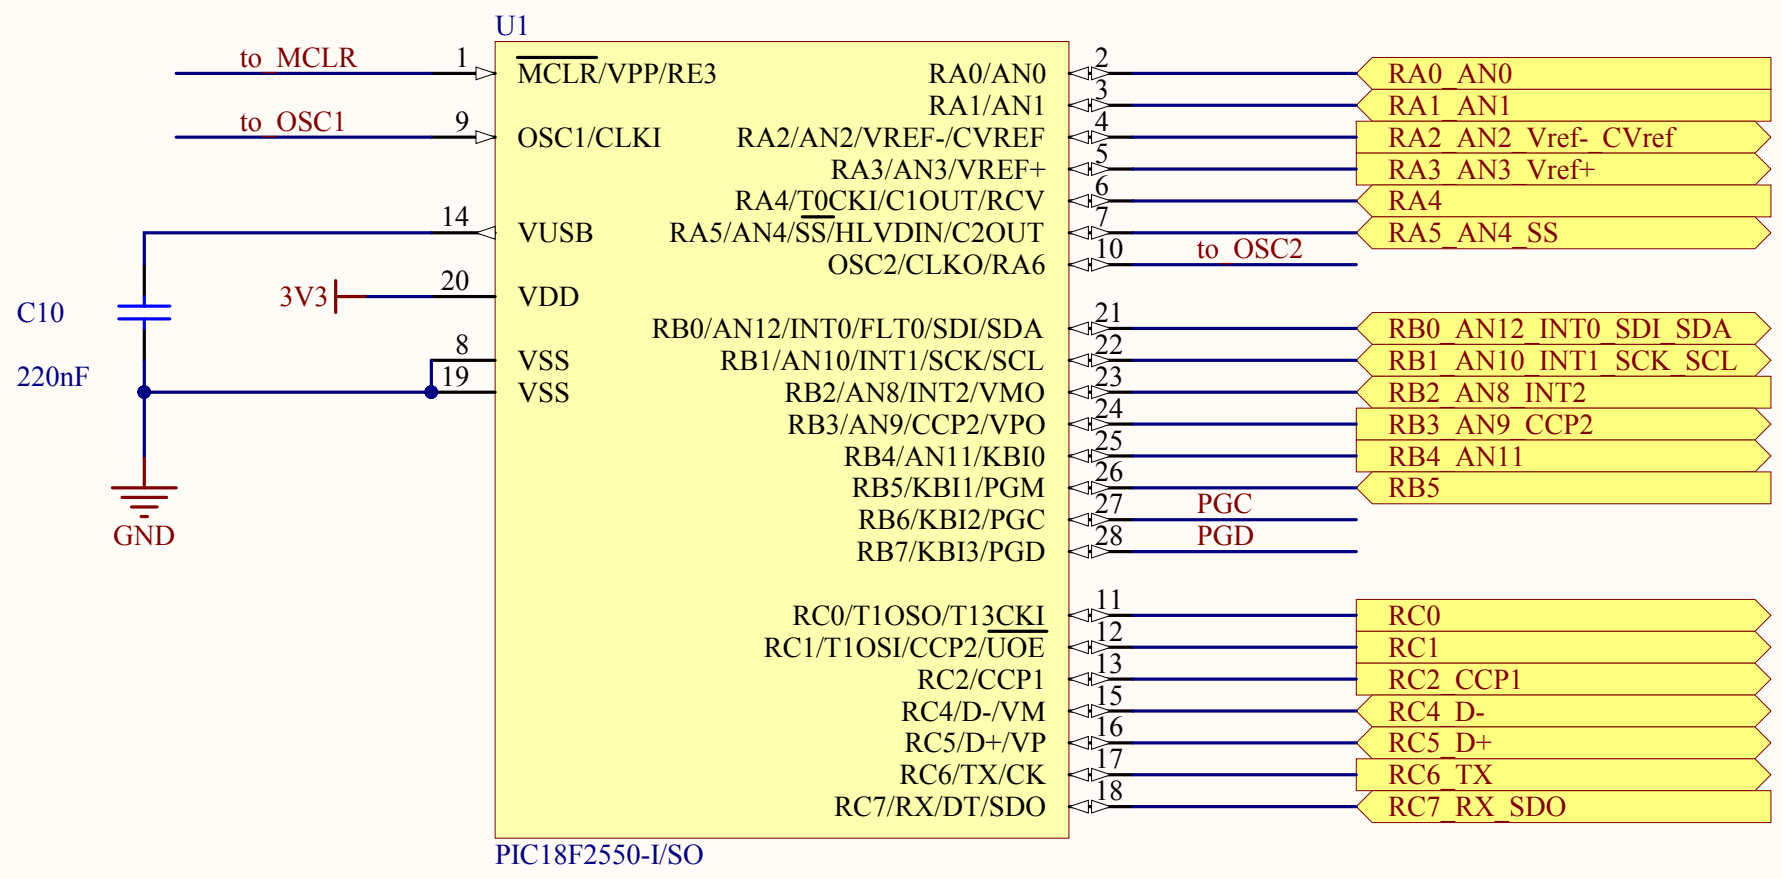 U1
to_MCLR
1
MCLR/VPP/RE3
to_OSC1
9
OSC1/CLKI
14
VUSB
3V3
20
VDD
C10
220nF
8
VSS
19
VSS
GND
RA0/AN0
2
RA0_AN0
RA1/AN1
3
RA1_AN1
RA2/AN2/VREF-/CVREF
4
RA2_AN2_Vref-_CVref
RA3/AN3/VREF+
5
RA3_AN3_Vref+
RA4/T0CKI/C1OUT/RCV
6
RA4
RA5/AN4/SS/HLVDIN/C2OUT
7
RA5_AN4_SS
OSC2/CLKO/RA6
10
to_OSC2
RB0/AN12/INT0/FLT0/SDI/SDA
21
RB0_AN12_INT0_SDI_SDA
RB1/AN10/INT1/SCK/SCL
22
RB1_AN10_INT1_SCK_SCL
RB2/AN8/INT2/VMO
23
RB2_AN8_INT2
RB3/AN9/CCP2/VPO
24
RB3_AN9_CCP2
RB4/AN11/KBI0
25
RB4_AN11
RB5/KBI1/PGM
26
RB5
RB6/KBI2/PGC
27
PGC
RB7/KBI3/PGD
28
PGD
RC0/T1OSO/T13CKI
11
RC0
RC1/T1OSI/CCP2/UOE
12
RC1
RC2/CCP1
13
RC2_CCP1
RC4/D-/VM
15
RC4_D-
RC5/D+/VP
16
RC5_D+
RC6/TX/CK
17
RC6_TX
RC7/RX/DT/SDO
18
RC7_RX_SDO
PIC18F2550-I/SO